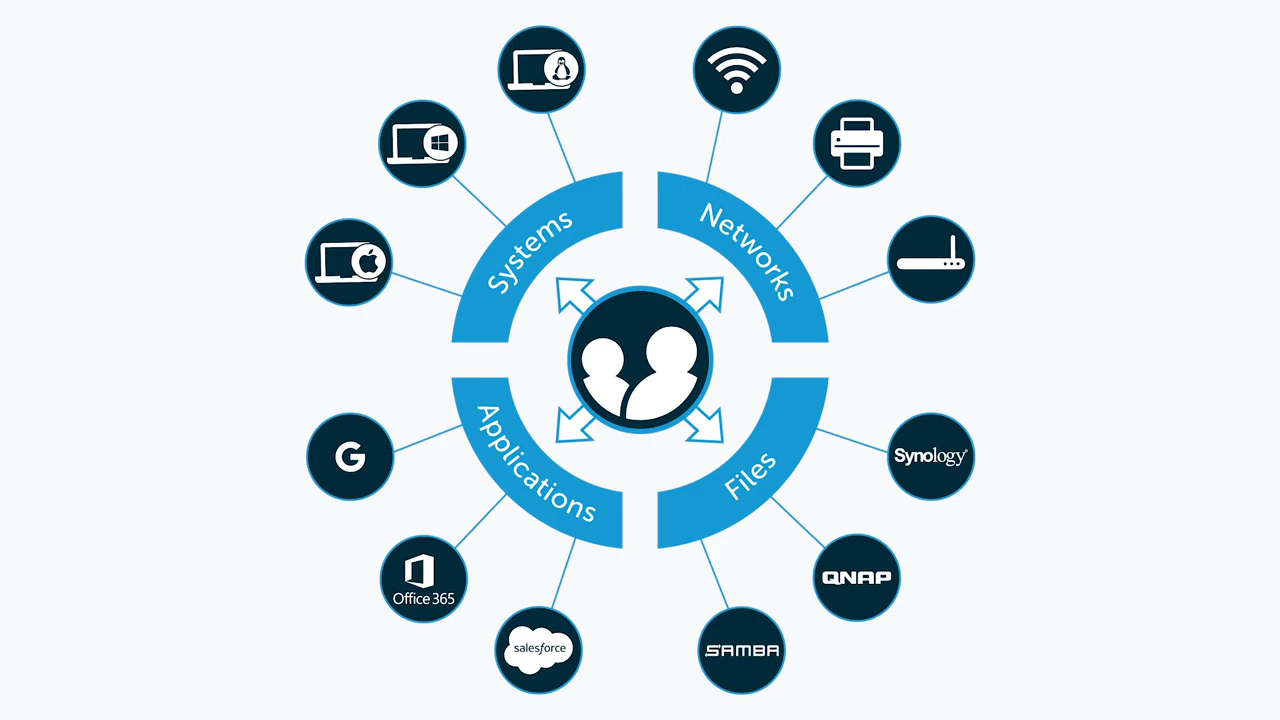 Systems
Networks
Applications
Files
G
Office 365
salesforce
Synology®
QNAP
SAMBA